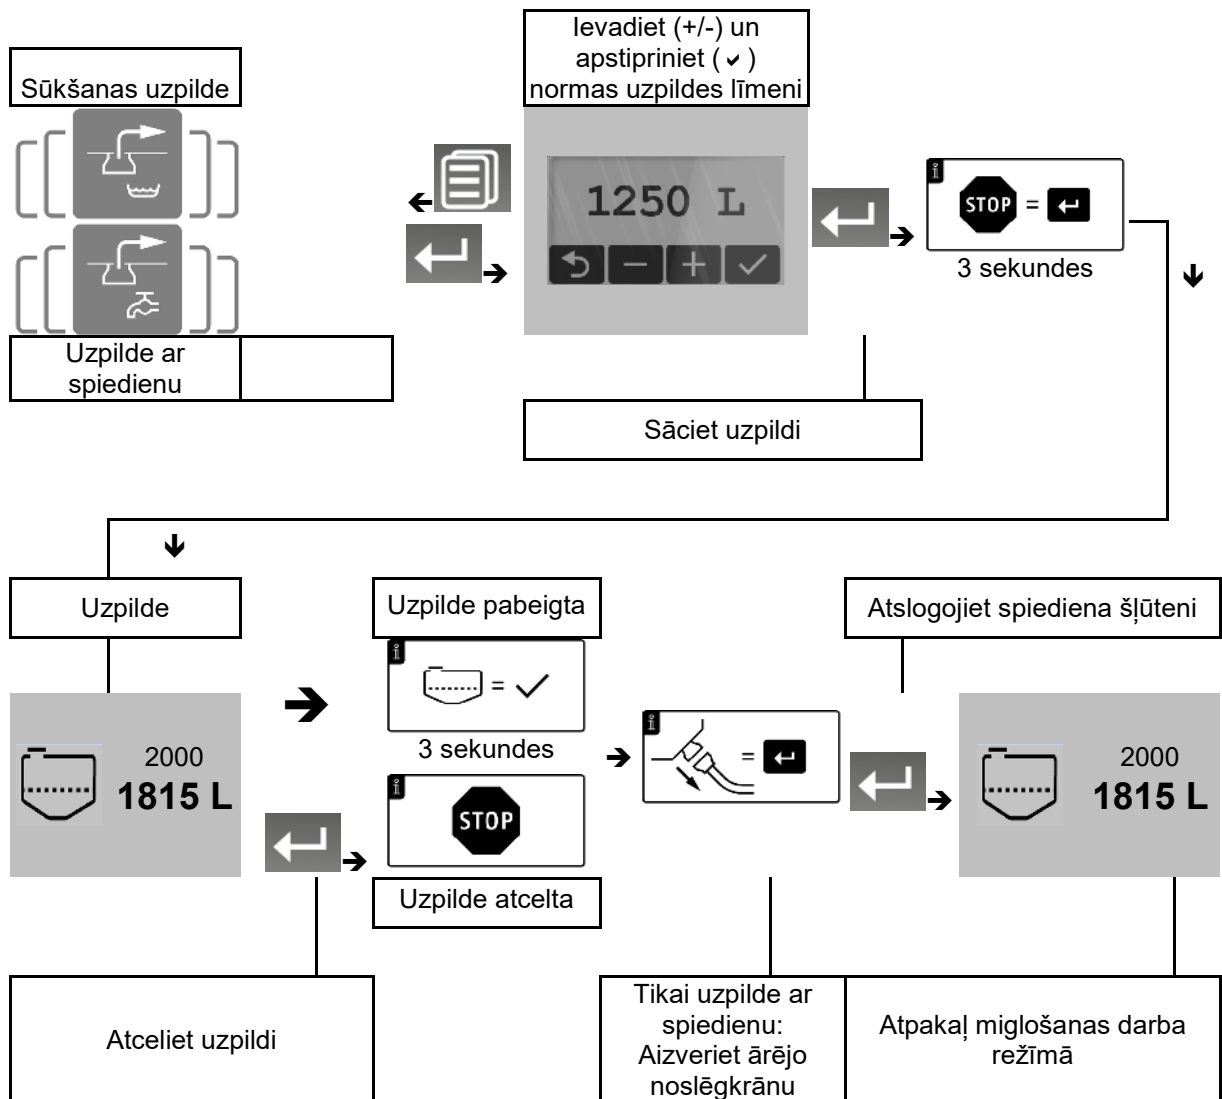 Ievadiet (+/-) un
apstipriniet ( ✓ )
normas uzpildes līmeni
Sūkšanas uzpilde
1250 L
STOP =
3 sekundes
Uzpilde ar
spiedienu
Sāciet uzpildi
Uzpilde
Uzpilde pabeigta
Atslogojiet spiediena šļūteni
=
3 sekundes
2000
1815 L
STOP
=
2000
1815 L
Uzpilde atcelta
Atceliet uzpildi
Tikai uzpilde ar
spiedienu:
Aizveriet ārējo
noslēgkrānu
Atpakaļ miglošanas darba
režīmā